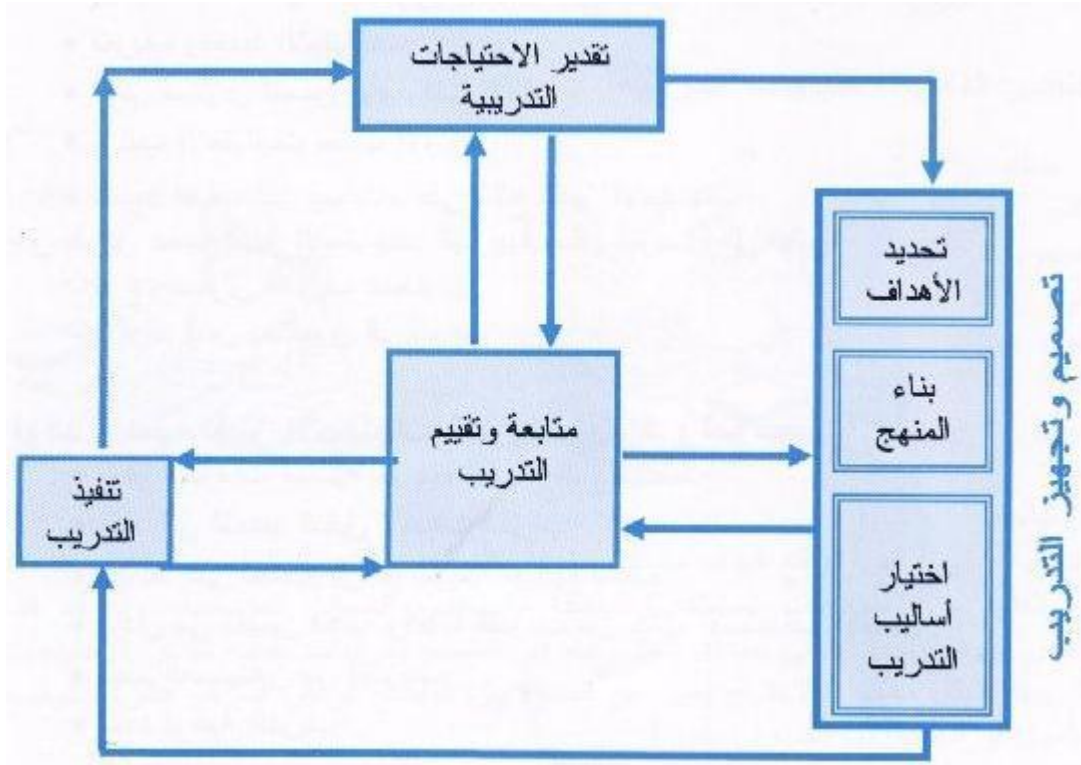 تقدير الاحتياجات
التدريبية
تحديد
الأهداف
بناء
المنهج
اختيار
أساليب
التدريب
تصميم وتجهيز التدريب
متابعة وتقييم
التدريب
تنفيذ
التدريب